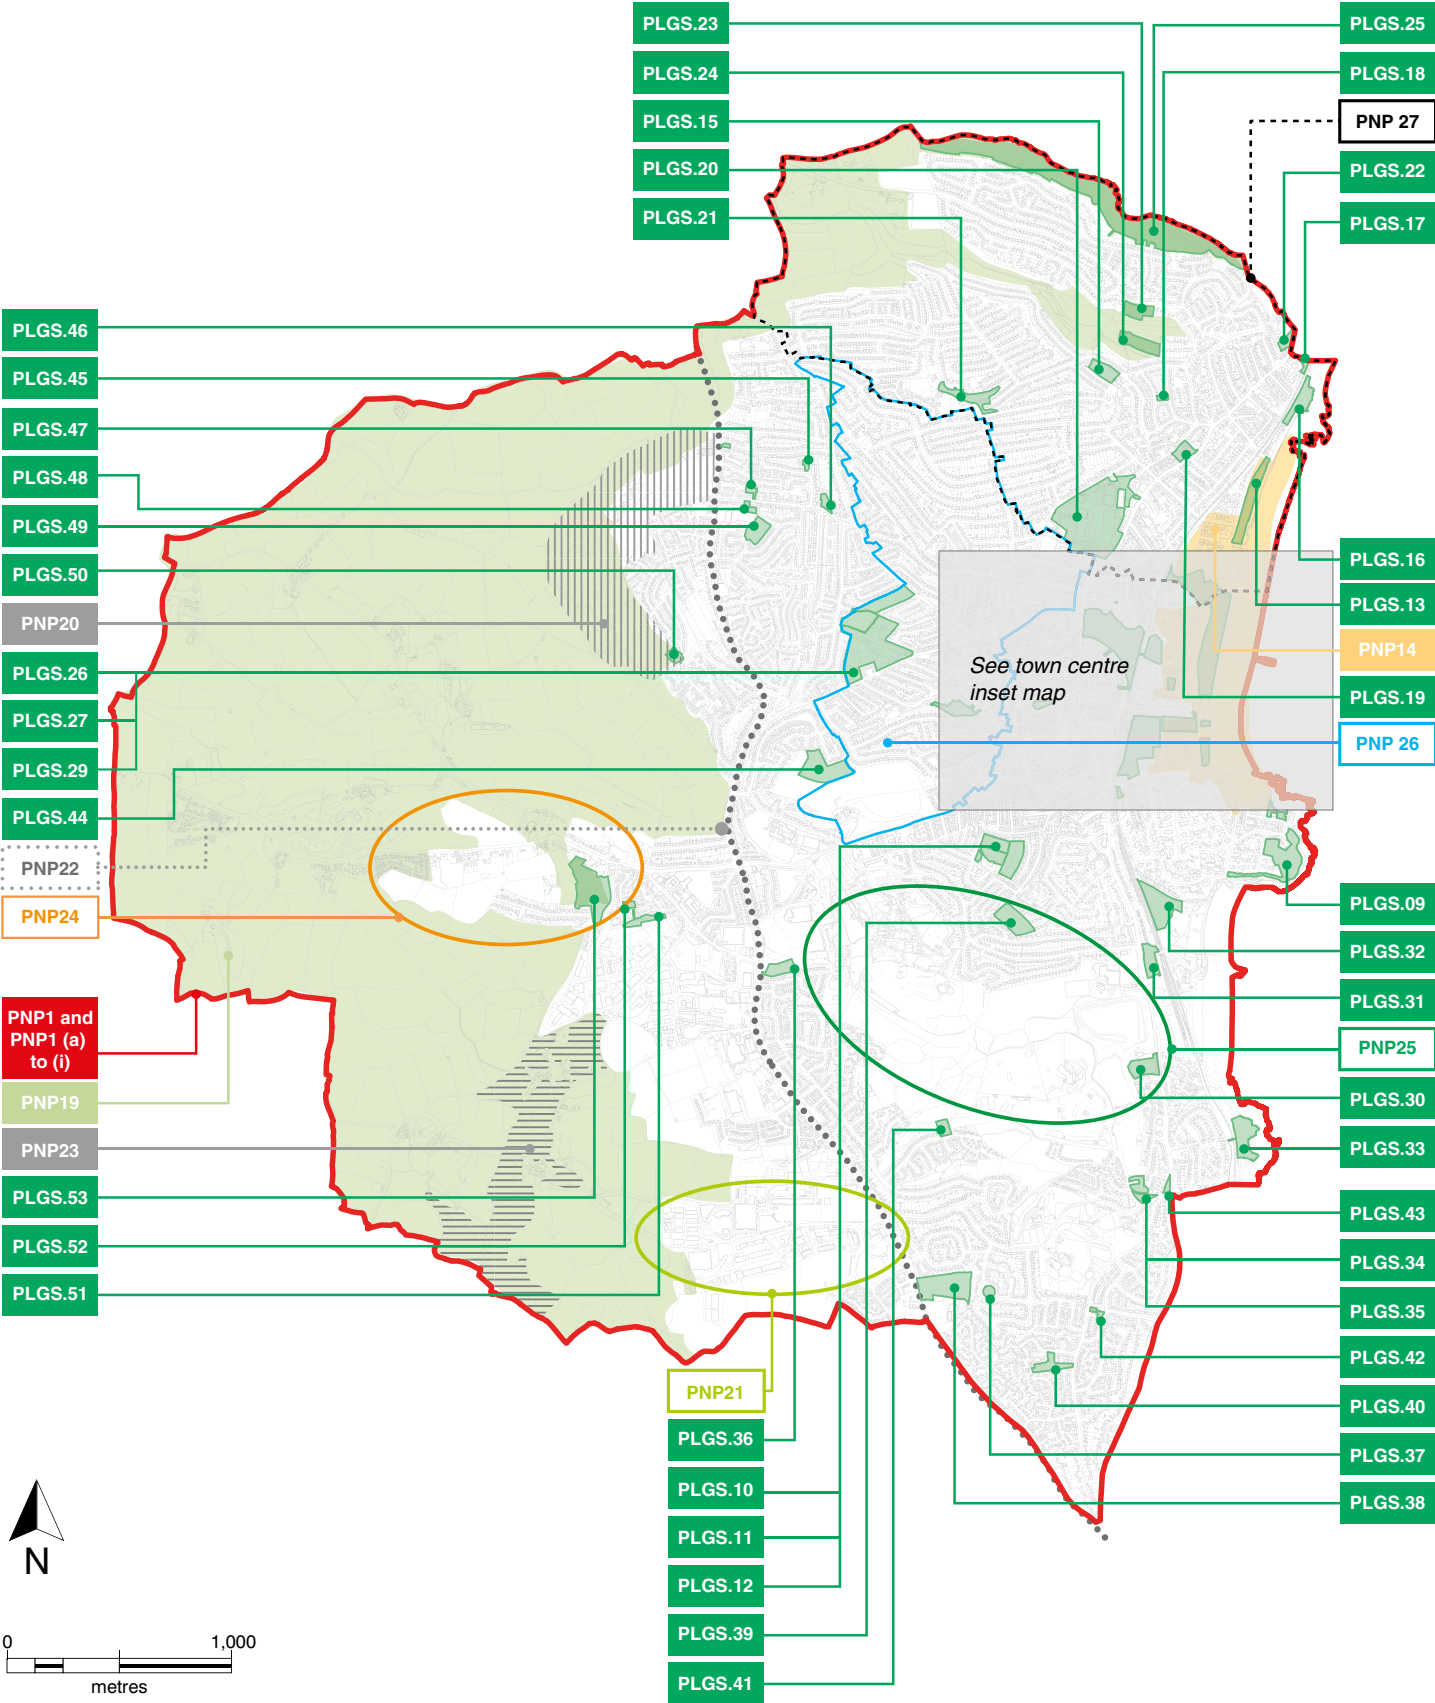 PLGS.23
PLGS.24
PLGS.15
PLGS.20
PLGS.21
PLGS.25
PLGS.18
PNP 27
PLGS.22
PLGS.17
PLGS.46
PLGS.45
PLGS.47
PLGS.48
PLGS.49
PLGS.50
PNP20
PLGS.26
PLGS.27
PLGS.29
PLGS.44
PNP22
PNP24
PNP1 and
PNP1 (a)
to (i)
PNP19
PNP23
PLGS.53
PLGS.52
PLGS.51
See town centre
inset map
PLGS.16
PLGS.13
PNP14
PLGS.19
PNP 26
PLGS.09
PLGS.32
PLGS.31
PNP25
PLGS.30
PLGS.33
PLGS.43
PLGS.34
PLGS.35
PLGS.42
PLGS.40
PLGS.37
PLGS.38
PNP21
PLGS.36
PLGS.10
PLGS.11
PLGS.12
PLGS.39
PLGS.41
N
0 1,000
metres